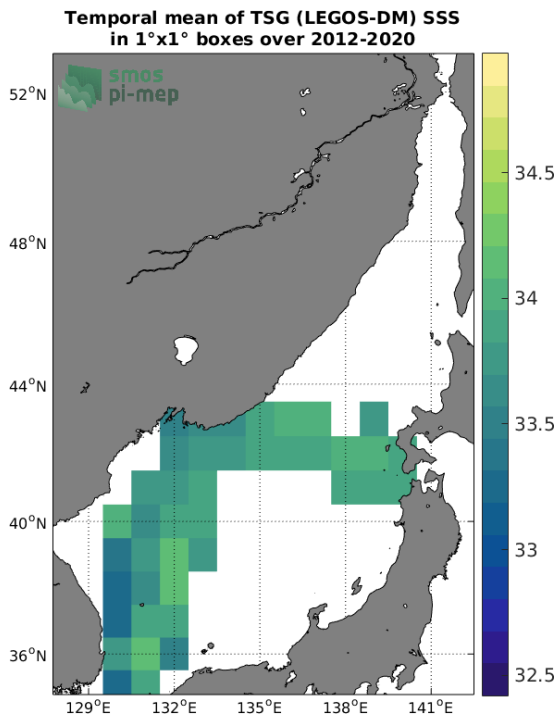 Temporal mean of TSG (LEGOS-DM) SSS
in 1°x1° boxes over 2012-2020
smos
pi-mep
52°N
48°N
44°N
40°N
36°N
129°E
132°E
135°E
138°E
141°E
34.5
34
33.5
33
32.5